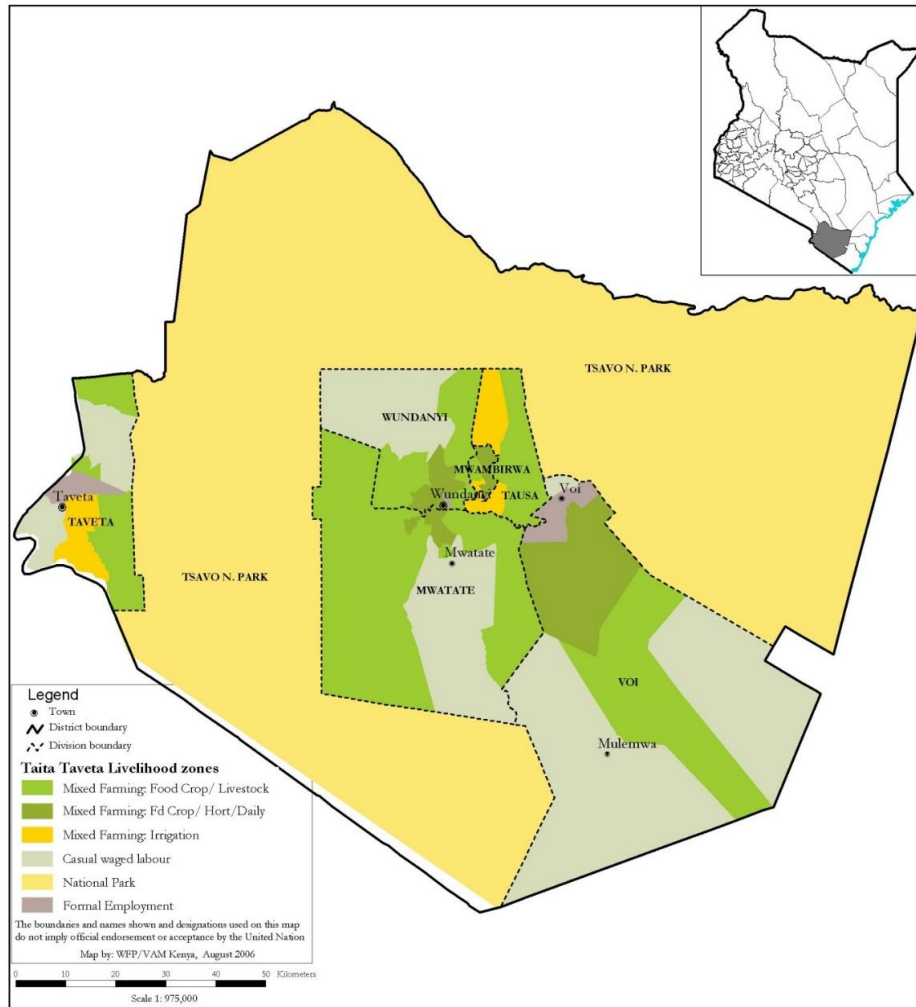 TSAVO N. PARK
WUNDANYI
MWAMBIRWA
Wundanyi
TAUSA
Voi
Taveta
TAVETA
Mwatate
TSAVO N. PARK
MWATATE
VOI
Mulemwa
Legend
Town
District boundary
Division boundary
Taita Taveta Livelihood zones
Mixed Farming: Food Crop/ Livestock
Mixed Farming: Fd Crop/ Hort/Daily
Mixed Farming: Irrigation
Casual waged labour
National Park
Formal Employment
The boundaries and names shown and designations used on this map
do not imply official endorsement or acceptance by the United Nation
Map by: WFP/VAM Kenya, August 2006
0 10 20 30 40 50 Kilometers
Scale 1: 975,000